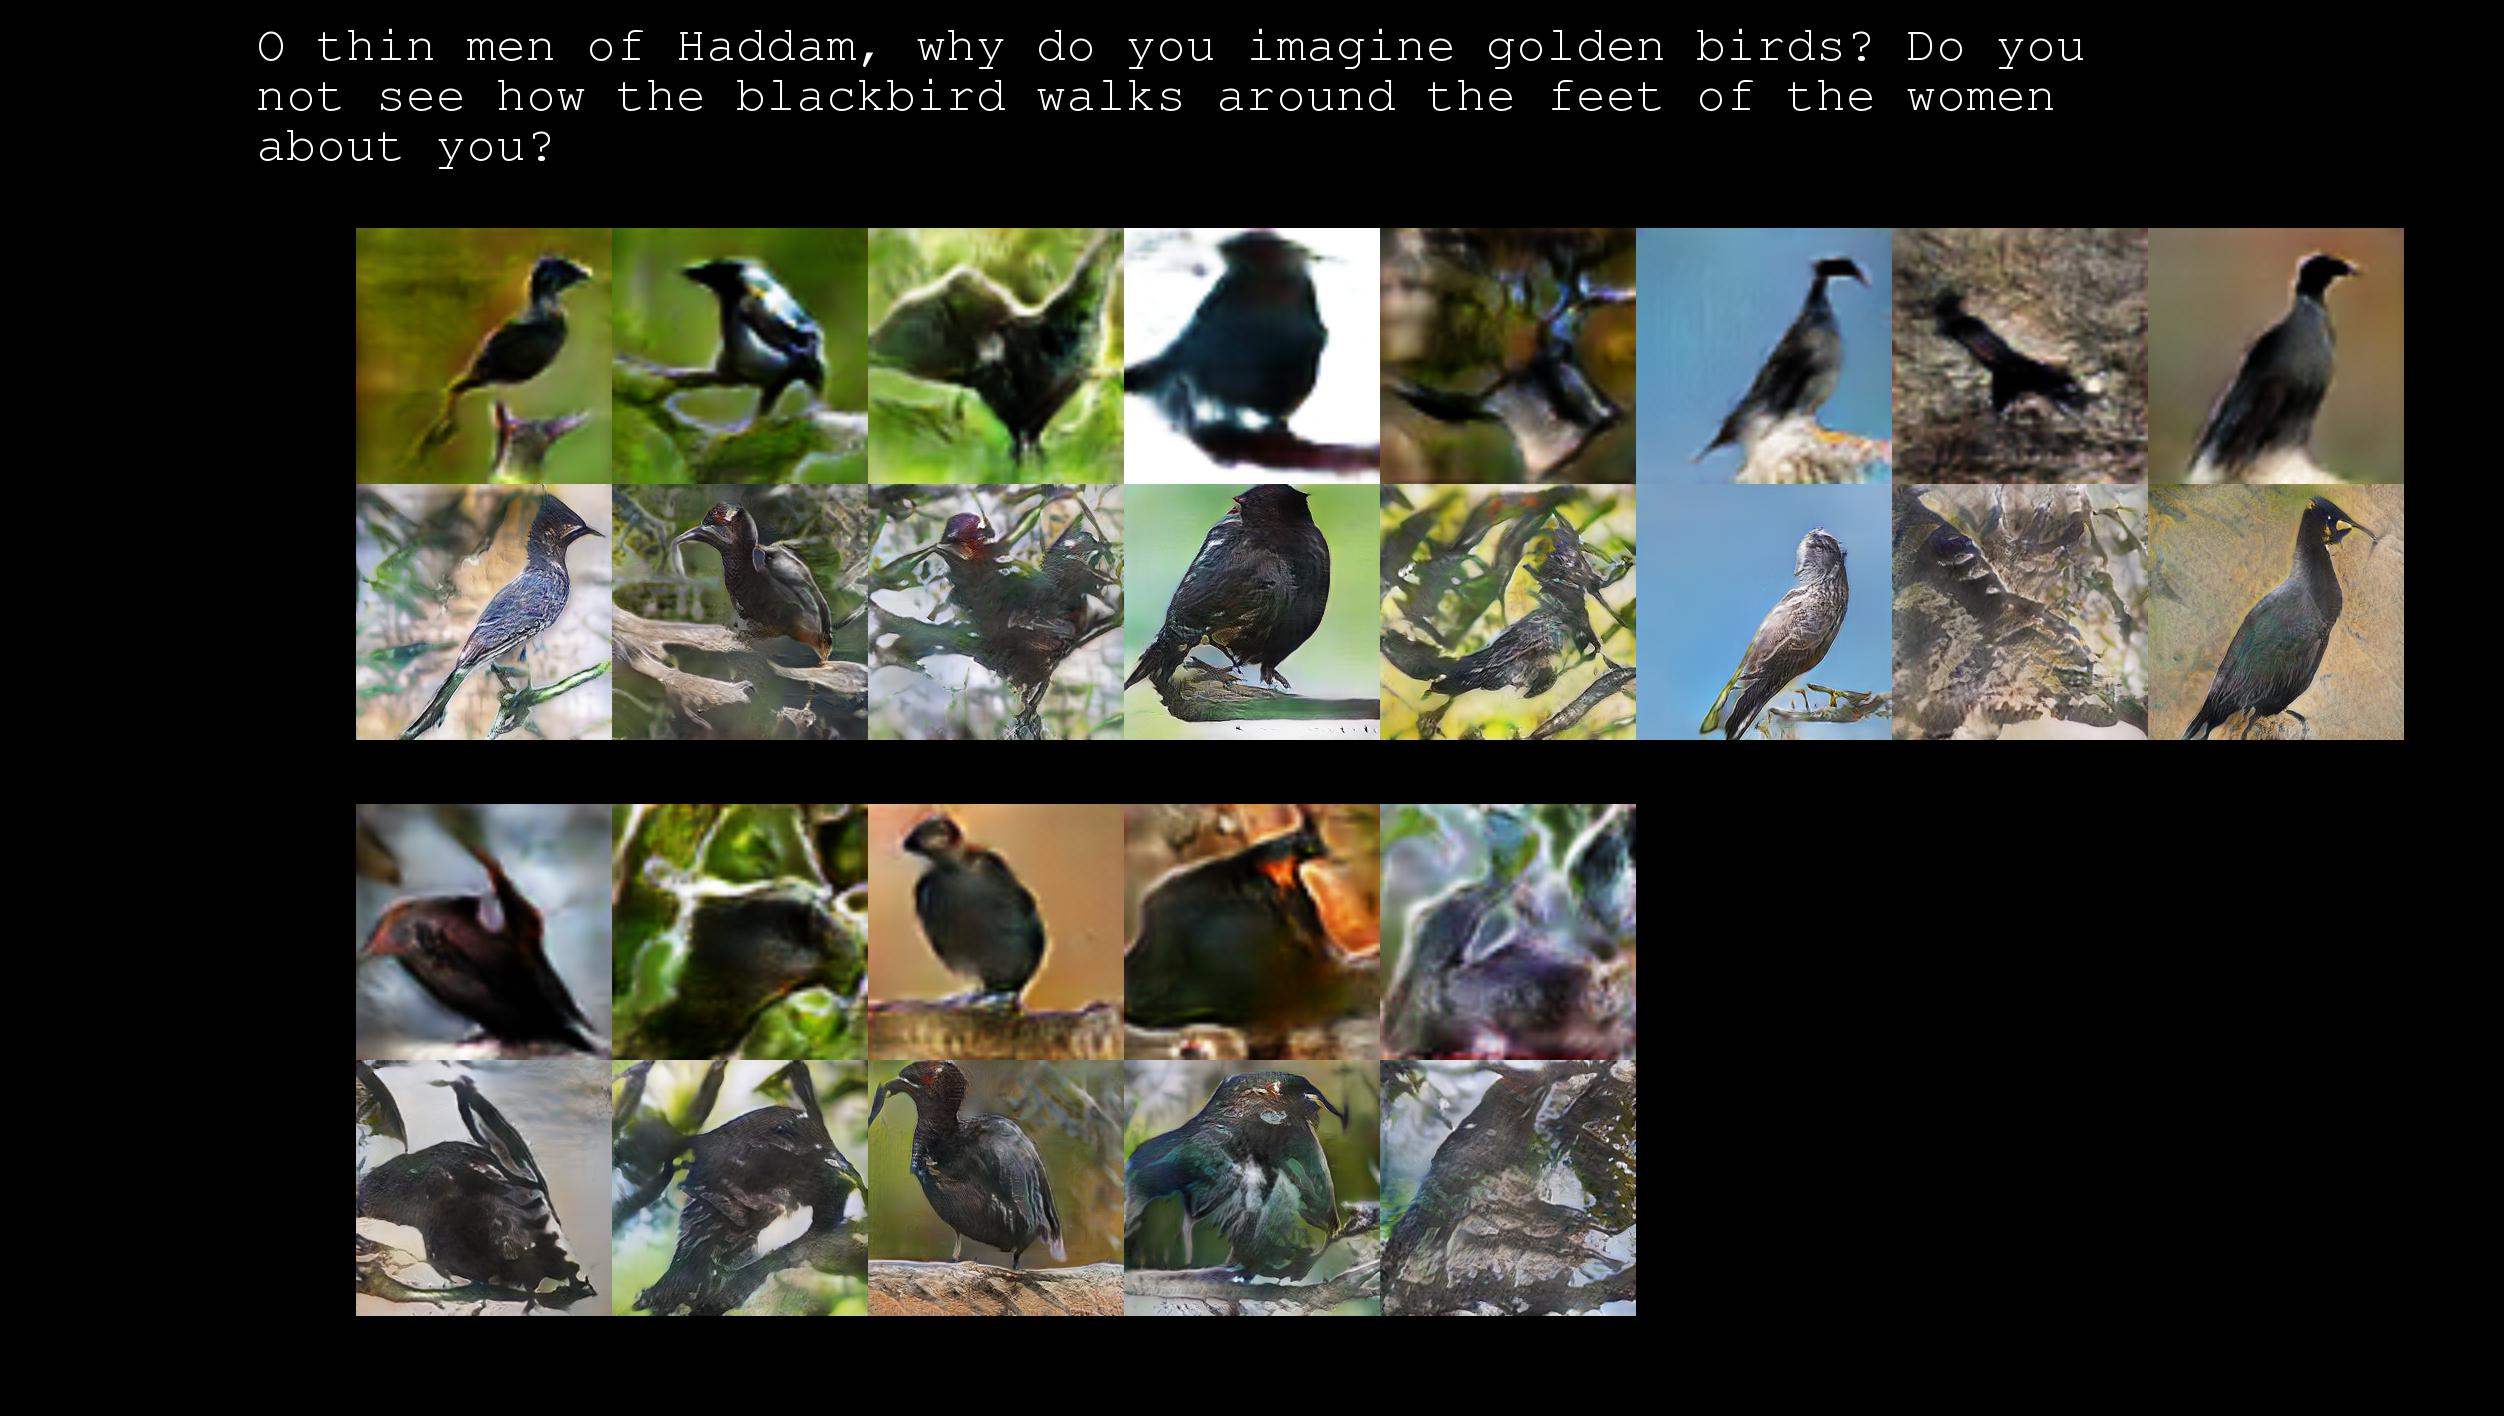 O thin men of Haddam, why do you imagine golden birds? Do you
not see how the blackbird walks around the feet of the women
about you?